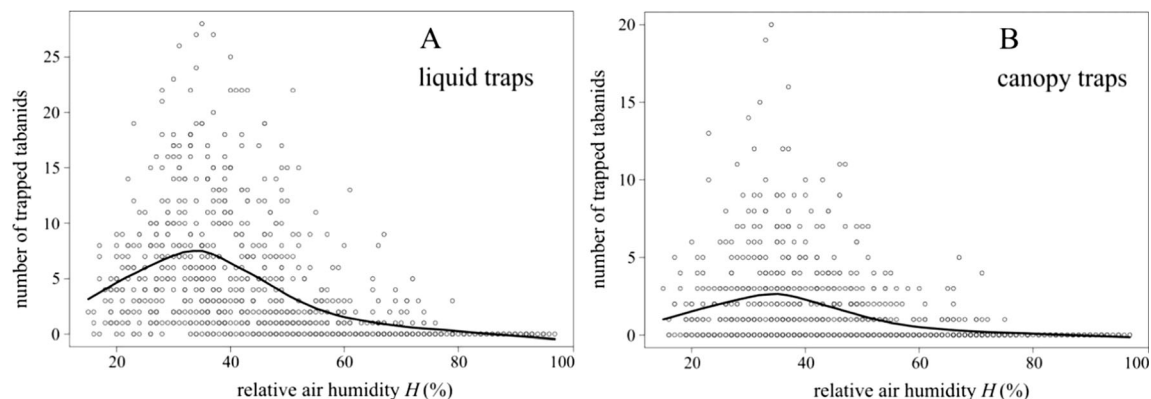 A
liquid traps
number of trapped tabanids
25
20
15
10
5
0
20
40
60
80
100
relative air humidity H (%)
B
canopy traps
number of trapped tabanids
20
15
10
5
0
20
40
60
80
100
relative air humidity H (%)